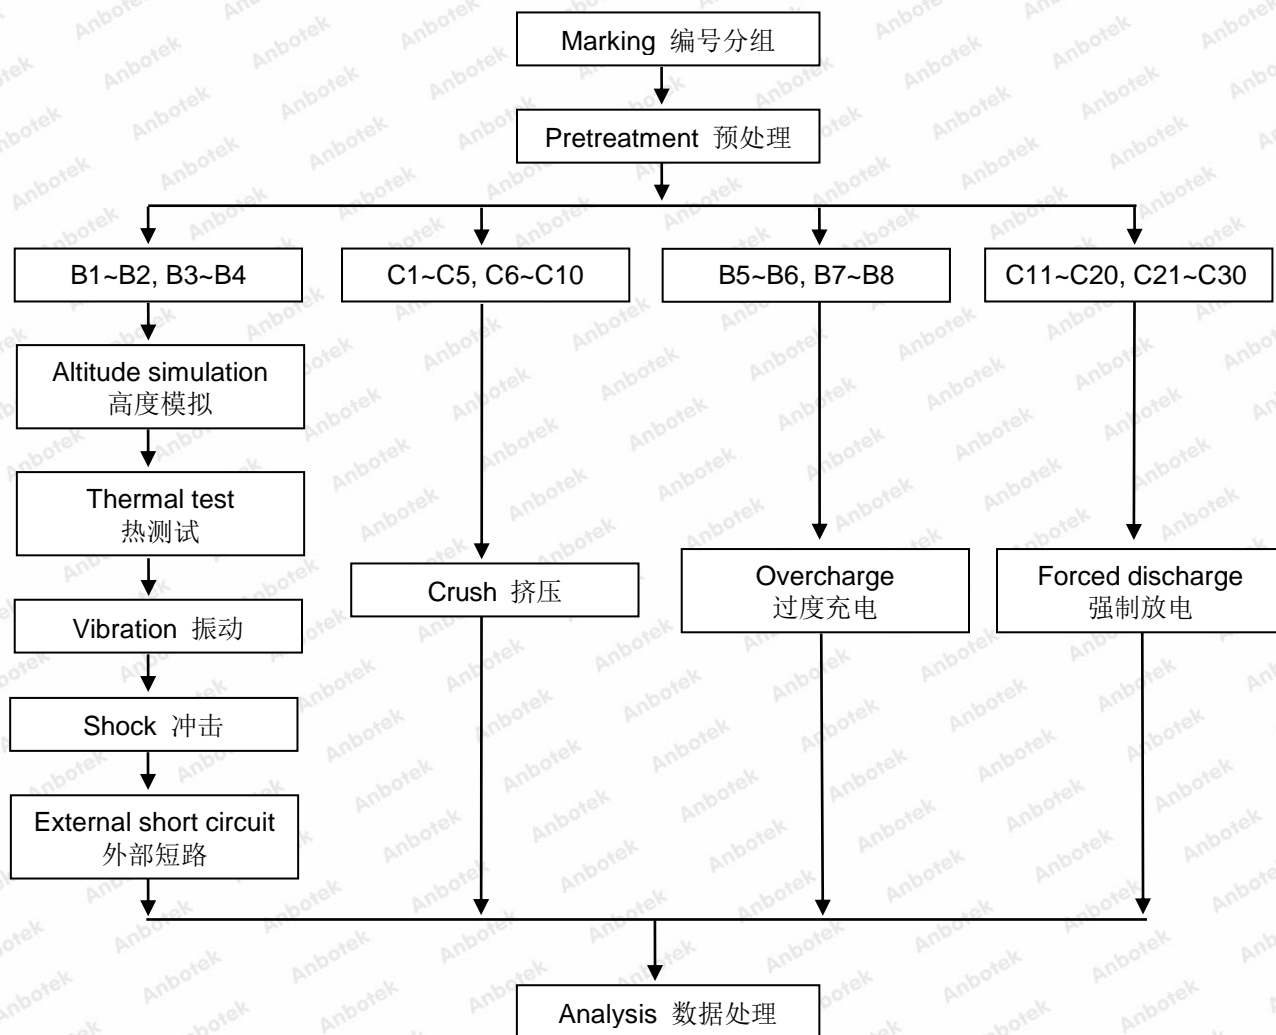 Marking 编号分组
Pretreatment 预处理
B1~B2, B3~B4
C1~C5, C6~C10
B5~B6, B7~B8
C11~C20, C21~C30
Altitude simulation
高度模拟
Thermal test
热测试
Vibration 振动
Shock 冲击
External short circuit
外部短路
Crush 挤压
Overcharge
过度充电
Forced discharge
强制放电
Analysis 数据处理
Anbotek